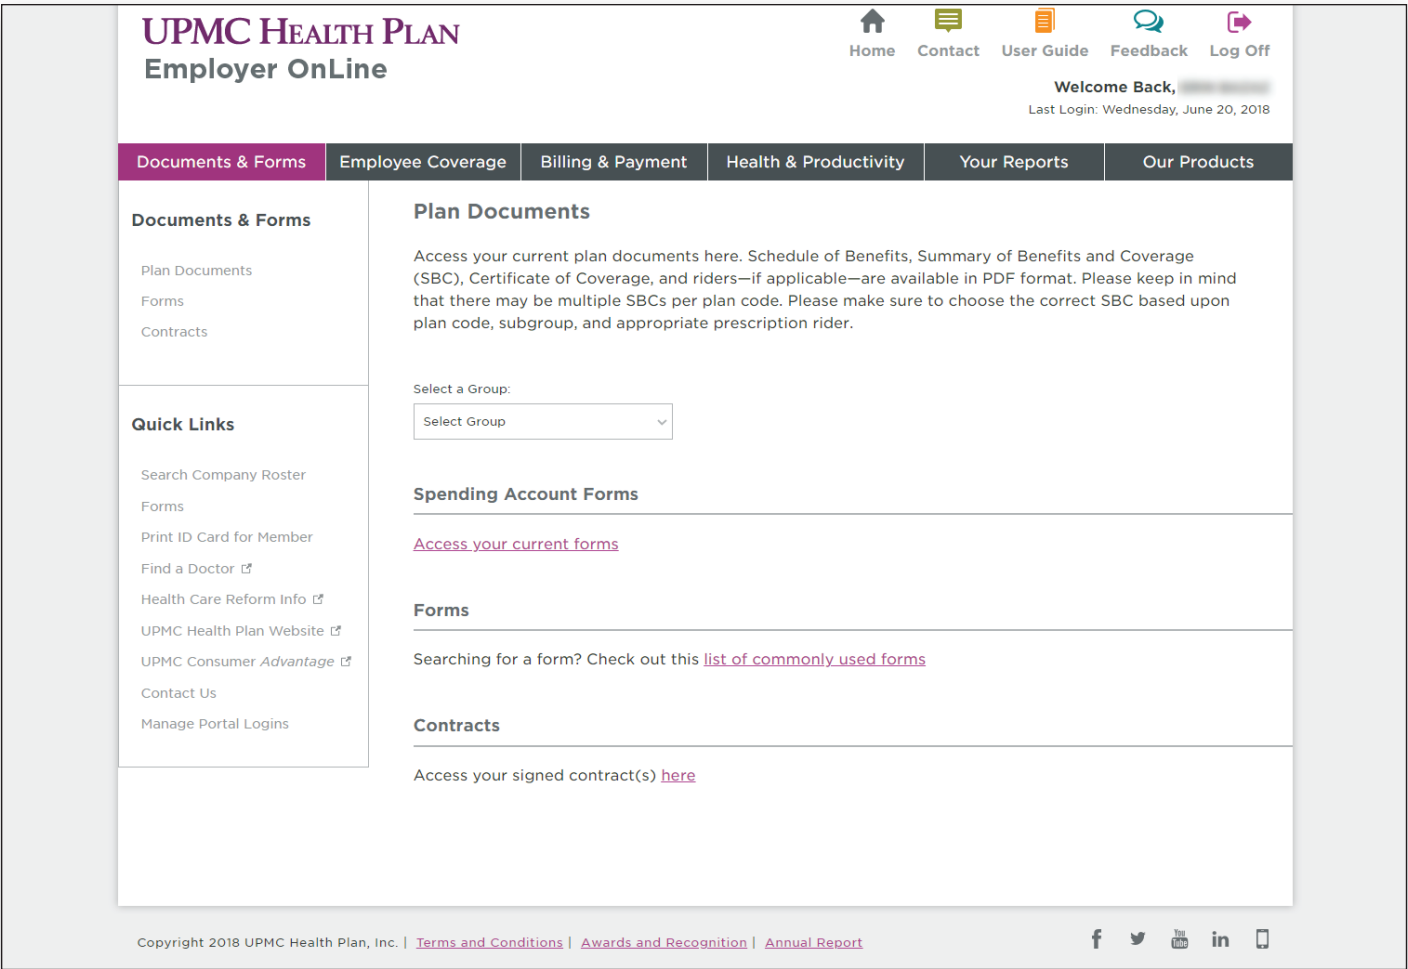 UPMC HEALTH PLAN
Employer OnLine
Home Contact User Guide Feedback Log Off
Welcome Back,
Last Login: Wednesday, June 20, 2018
Documents & Forms Employee Coverage Billing & Payment Health & Productivity Your Reports Our Products
Documents & Forms
Plan Documents
Forms
Contracts
Quick Links
Search Company Roster
Forms
Print ID Card for Member
Find a Doctor
Health Care Reform Info
UPMC Health Plan Website
UPMC Consumer Advantage
Contact Us
Manage Portal Logins
Plan Documents
Access your current plan documents here. Schedule of Benefits, Summary of Benefits and Coverage
(SBC), Certificate of Coverage, and riders—if applicable—are available in PDF format. Please keep in mind
that there may be multiple SBCs per plan code. Please make sure to choose the correct SBC based upon
plan code, subgroup, and appropriate prescription rider.
Select a Group:
Select Group
Spending Account Forms
Access your current forms
Forms
Searching for a form? Check out this list of commonly used forms
Contracts
Access your signed contract(s) here
Copyright 2018 UPMC Health Plan, Inc. | Terms and Conditions | Awards and Recognition | Annual Report
You Tube in